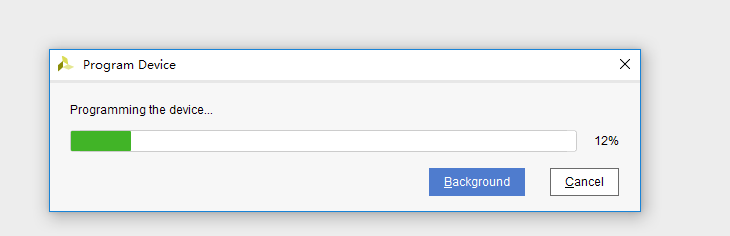 Program Device
Programming the device...
12%
Background
Cancel